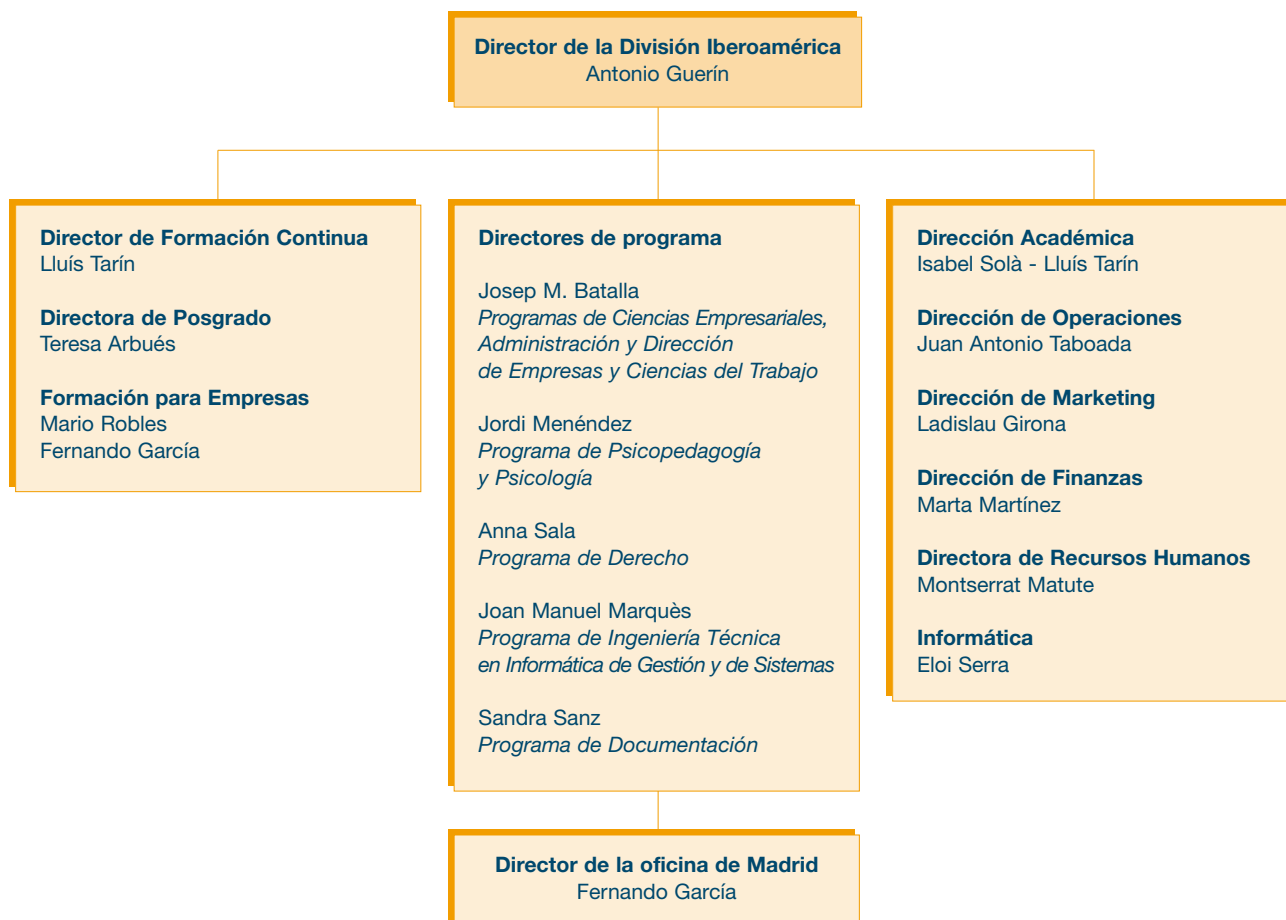 Director de la División Iberoamérica
Antonio Guerín
Director de Formación Continua
Lluís Tarín
Directora de Posgrado
Teresa Arbués
Formación para Empresas
Mario Robles
Fernando García
Directores de programa
Josep M. Batalla
Programas de Ciencias Empresariales,
Administración y Dirección
de Empresas y Ciencias del Trabajo
Jordi Menéndez
Programa de Psicopedagogía
y Psicología
Anna Sala
Programa de Derecho
Joan Manuel Marquès
Programa de Ingeniería Técnica
en Informática de Gestión y de Sistemas
Sandra Sanz
Programa de Documentación
Dirección Académica
Isabel Solà - Lluís Tarín
Dirección de Operaciones
Juan Antonio Taboada
Dirección de Marketing
Ladislau Girona
Dirección de Finanzas
Marta Martínez
Directora de Recursos Humanos
Montserrat Matute
Informática
Eloi Serra
Director de la oficina de Madrid
Fernando García